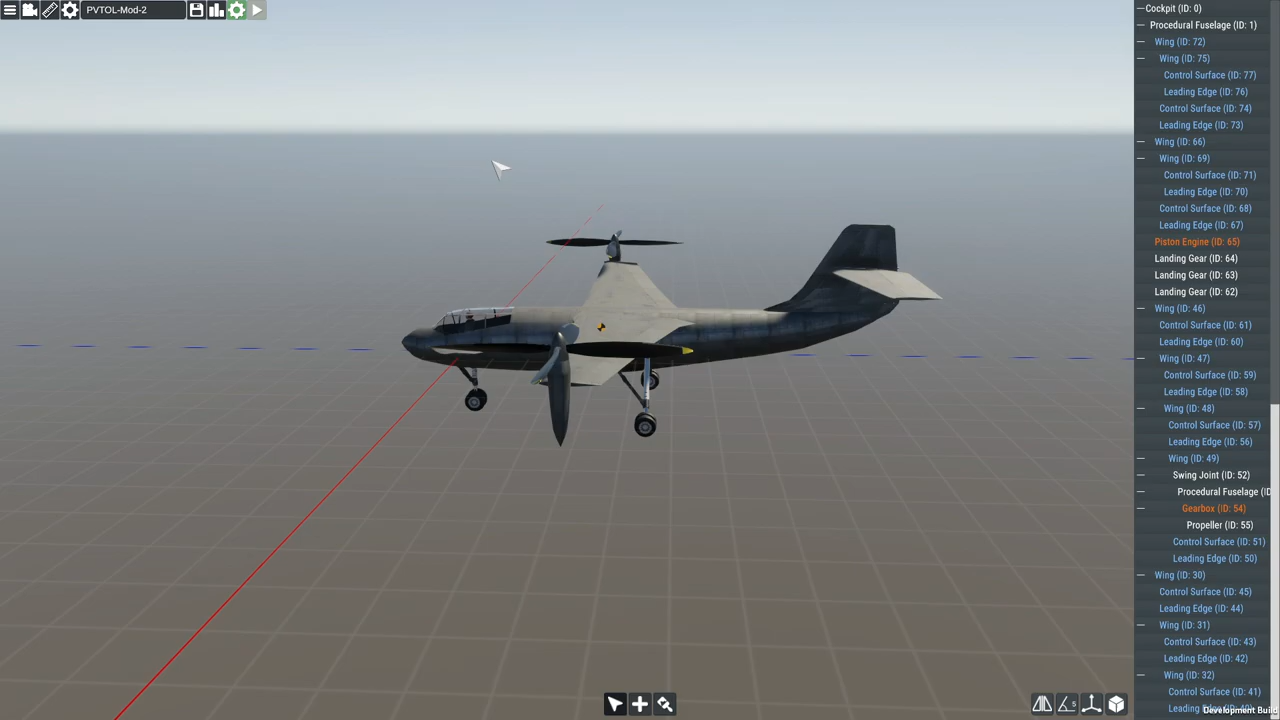 PVTOL-Mod-2
Cockpit (ID: 0)
Procedural Fuselage (ID: 1)
Wing (ID: 72)
Wing (ID: 75)
Control Surface (ID: 77)
Leading Edge (ID: 76)
Control Surface (ID: 74)
Leading Edge (ID: 73)
Wing (ID: 66)
Wing (ID: 69)
Control Surface (ID: 71)
Leading Edge (ID: 70)
Control Surface (ID: 68)
Leading Edge (ID: 67)
Piston Engine (ID: 65)
Landing Gear (ID: 64)
Landing Gear (ID: 63)
Landing Gear (ID: 62)
Wing (ID: 46)
Control Surface (ID: 61)
Leading Edge (ID: 60)
Wing (ID: 47)
Control Surface (ID: 59)
Leading Edge (ID: 58)
Wing (ID: 48)
Control Surface (ID: 57)
Leading Edge (ID: 56)
Wing (ID: 49)
Swing Joint (ID: 52)
Procedural Fuselage (ID
Gearbox (ID: 54)
Propeller (ID: 55)
Control Surface (ID: 51)
Leading Edge (ID: 50)
Wing (ID: 30)
Control Surface (ID: 45)
Leading Edge (ID: 44)
Wing (ID: 31)
Control Surface (ID: 43)
Leading Edge (ID: 42)
Wing (ID: 32)
Control Surface (ID: 41)
Development Build
5